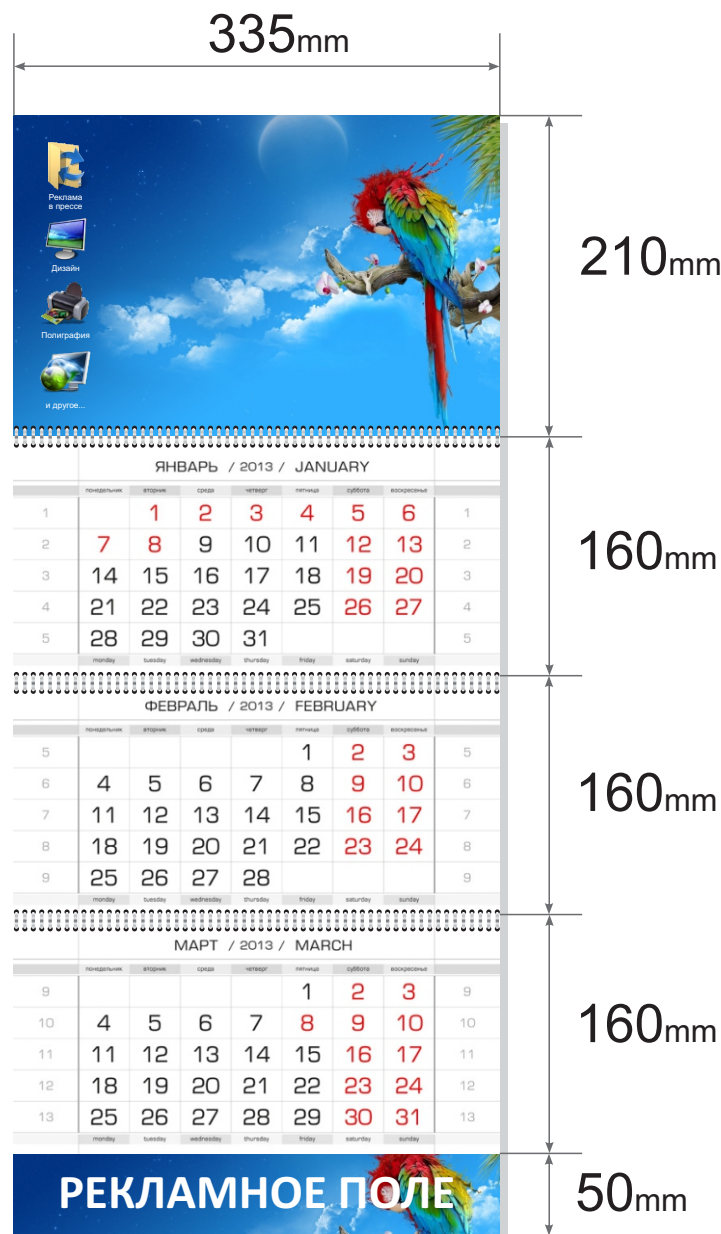 335mm
Реклама
в прессе
Дизайн
Полиграфия
и другое...
210mm
ЯНВАРЬ / 2013 / JANUARY
понедельник вторник среда четверг пятница суббота воскресенье
1 1 2 3 4 5 6 1
2 7 8 9 10 11 12 13 2
3 14 15 16 17 18 19 20 3
4 21 22 23 24 25 26 27 4
5 28 29 30 31 5
monday tuesday wednesday thursday friday saturday sunday
160mm
ФЕВРАЛЬ / 2013 / FEBRUARY
понедельник вторник среда четверг пятница суббота воскресенье
5 1 2 3 5
6 4 5 6 7 8 9 10 6
7 11 12 13 14 15 16 17 7
8 18 19 20 21 22 23 24 8
9 25 26 27 28 9
monday tuesday wednesday thursday friday saturday sunday
160mm
МАРТ / 2013 / MARCH
понедельник вторник среда четверг пятница суббота воскресенье
9 1 2 3 9
10 4 5 6 7 8 9 10 10
11 11 12 13 14 15 16 17 11
12 18 19 20 21 22 23 24 12
13 25 26 27 28 29 30 31 13
monday tuesday wednesday thursday friday saturday sunday
160mm
РЕКЛАМНОЕ ПОЛЕ
50mm